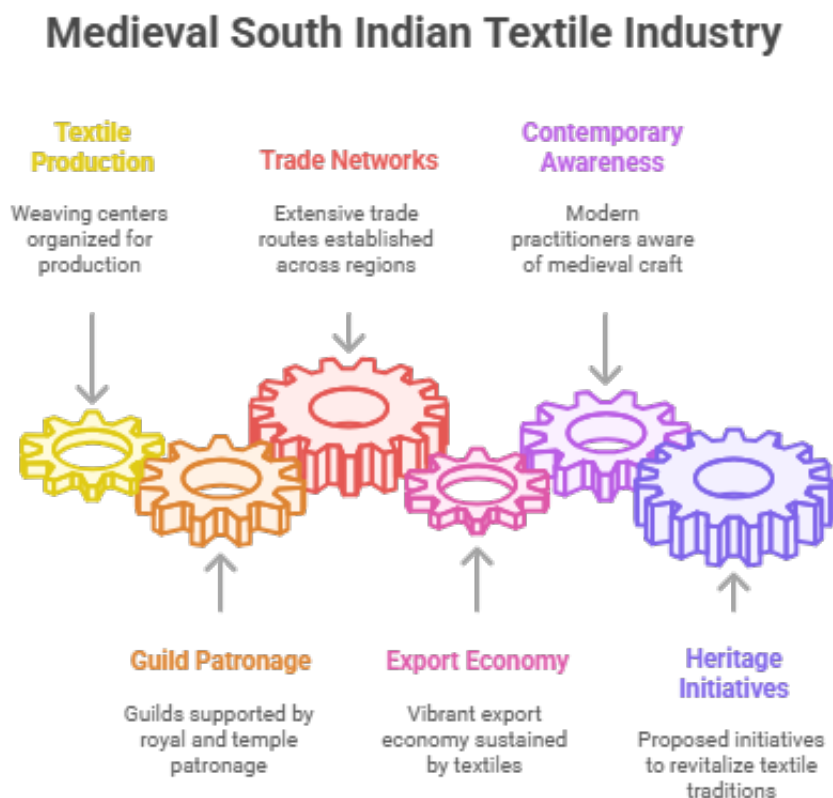 Medieval South Indian Textile Industry
Textile
Production
Weaving centers
organized for
production
Trade Networks
Extensive trade
routes established
across regions
Contemporary
Awareness
Modern
practitioners aware
of medieval craft
Guild Patronage
Guilds supported by
royal and temple
patronage
Export Economy
Vibrant export
economy sustained
by textiles
Heritage
Initiatives
Proposed initiatives
to revitalize textile
traditions